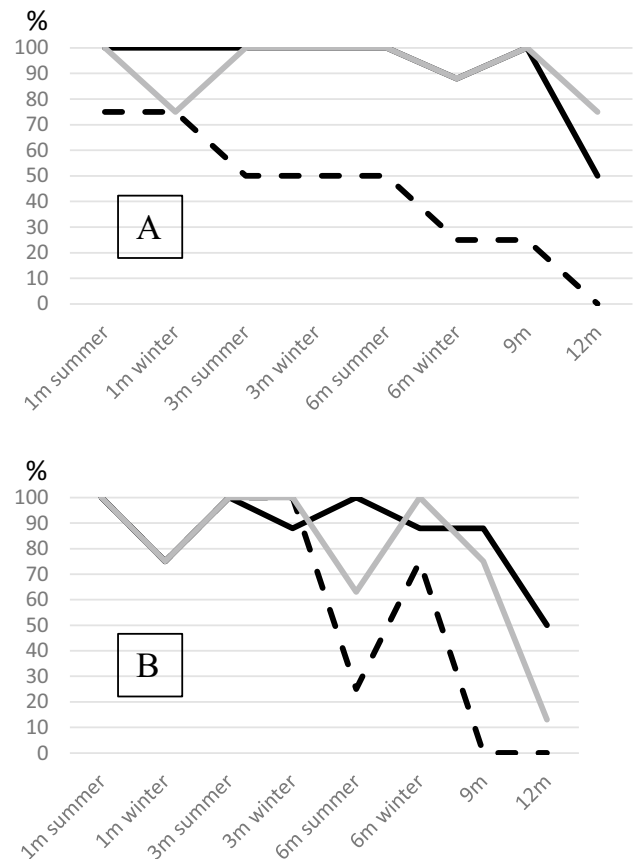 %
100
90
80
70
60
50
40
30
20
10
0
A
1m summer
1m winter
3m summer
3m winter
6m summer
6m winter
9m
12m
%
100
90
80
70
60
50
40
30
20
10
0
B
1m summer
1m winter
3m summer
3m winter
6m summer
6m winter
9m
12m